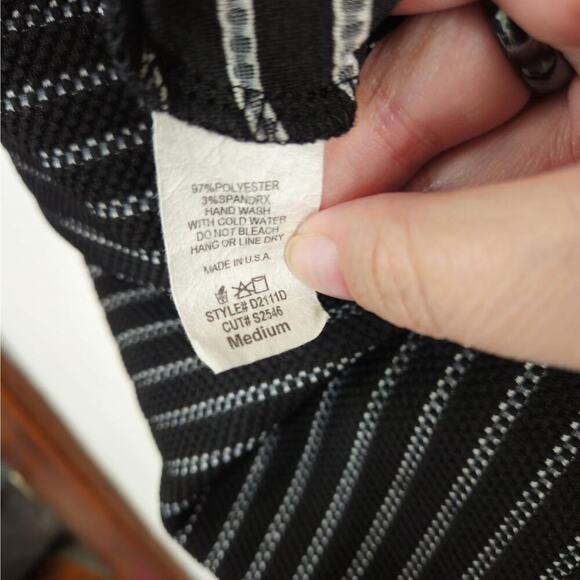 97%POLYESTER
3%SPANDRX
HAND WASH
WITH COLD WATER
DO NOT BLEACH
HANG OR LINE DRY
MADE IN U.S.A.
STYLE# D2111D
CUT# S2546
Medium